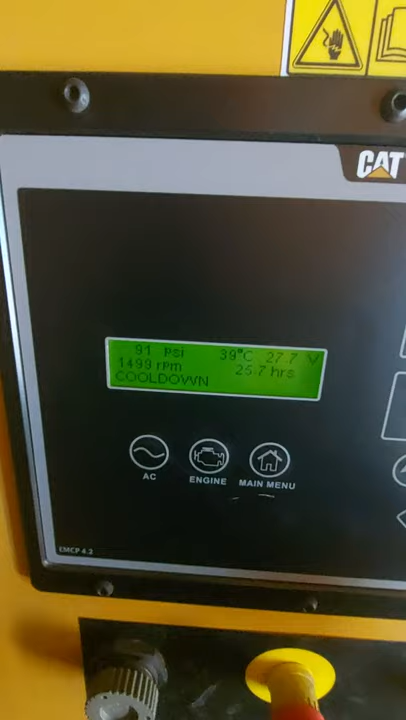 CAT
91 PSI 39°C 27.7 V
1499 rpm 25.7 hrs
COOLDOWN
AC
ENGINE
MAIN MENU
EMCP 4.2